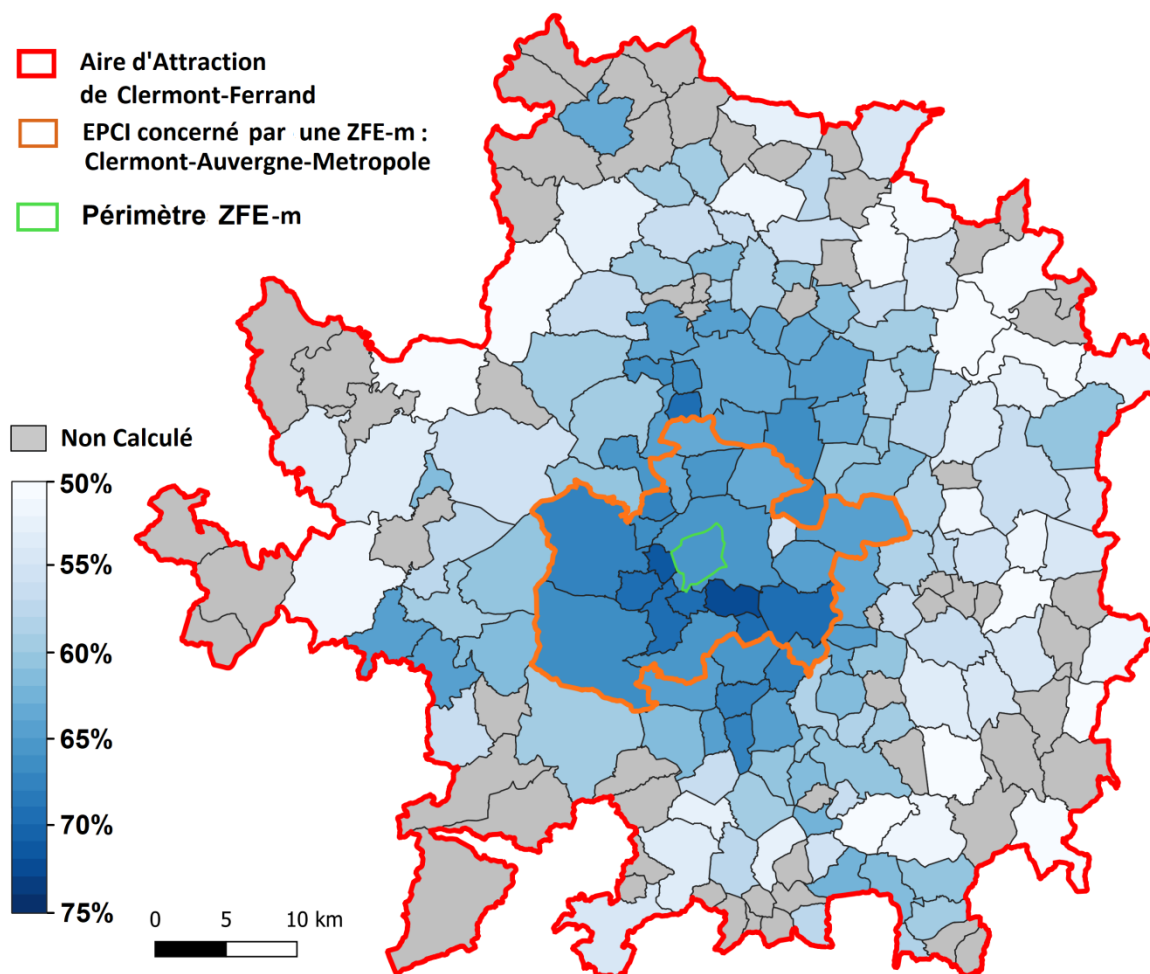 Aire d'Attraction
de Clermont-Ferrand
EPCI concerné par une ZFE-m :
Clermont-Auvergne-Metropole
Périmètre ZFE-m
Non Calculé
50%
55%
60%
65%
70%
75%
0 5 10 km